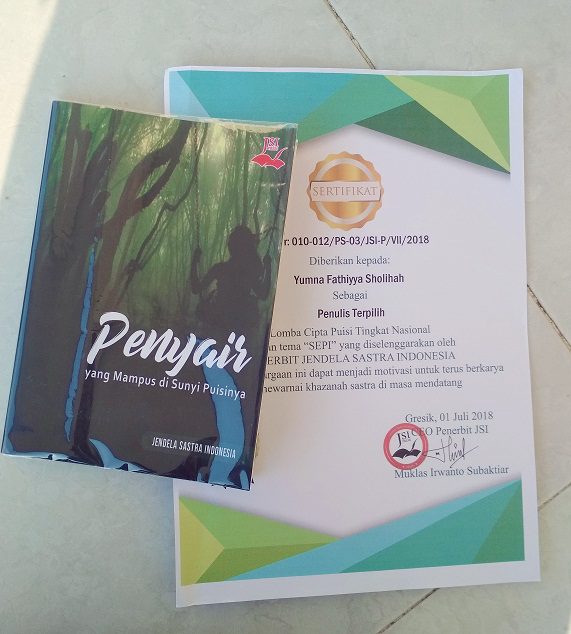 JSI
Penyair
yang Mampus di Sunyi Puisinya
JENDELA SASTRA INDONESIA
SERTIFIKAT
r: 010-012/PS-03/JSI-P/VII/2018
Diberikan kepada:
Yumna Fathiyya Sholihah
Sebagai
Penulis Terpilih
Lomba Cipta Puisi Tingkat Nasional
n tema “SEPI” yang diselenggarakan oleh
ERBIT JENDELA SASTRA INDONESIA
argaan ini dapat menjadi motivasi untuk terus berkarya
ewarnai khazanah sastra di masa mendatang
Gresik, 01 Juli 2018
CEO Penerbit JSI
JSI
Muklas Irwanto Subaktiar